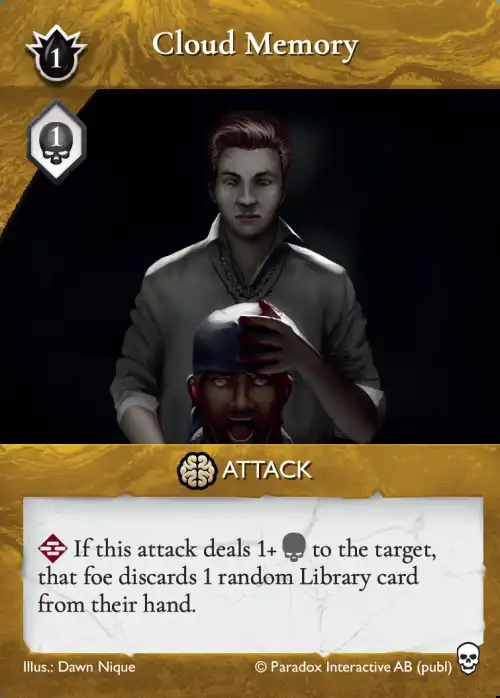 1
Cloud Memory
1
ATTACK
If this attack deals 1+ to the target,
that foe discards 1 random Library card
from their hand.
Illus.: Dawn Nique
© Paradox Interactive AB (publ)